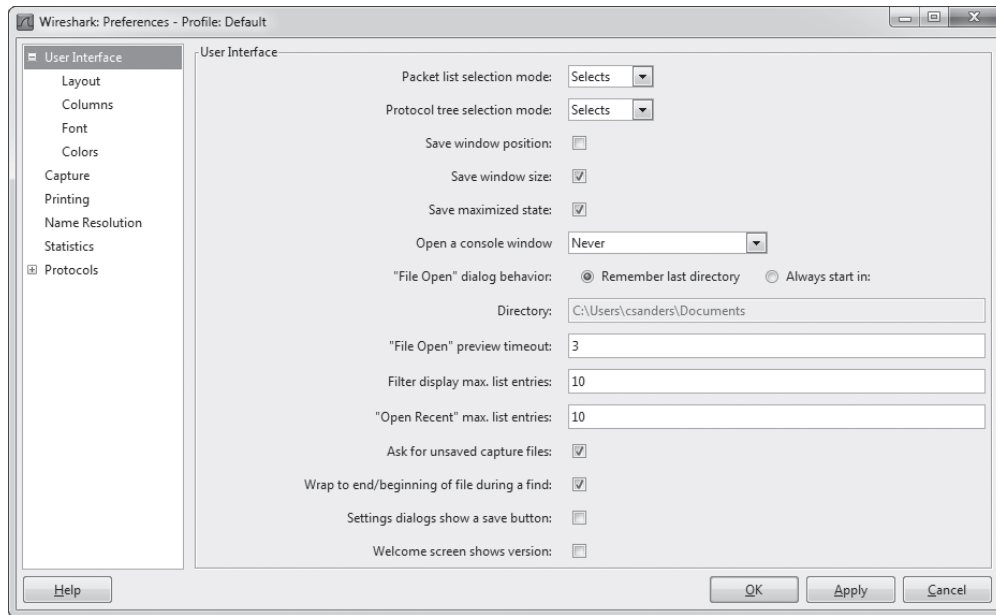 Wireshark: Preferences - Profile: Default
User Interface
Layout
Columns
Font
Colors
Capture
Printing
Name Resolution
Statistics
Protocols
User Interface
Packet list selection mode: Selects
Protocol tree selection mode: Selects
Save window position:
Save window size:
Save maximized state:
Open a console window Never
"File Open" dialog behavior: Remember last directory Always start in:
Directory: C:\Users\csanders\Documents
"File Open" preview timeout: 3
Filter display max. list entries: 10
"Open Recent" max. list entries: 10
Ask for unsaved capture files:
Wrap to end/beginning of file during a find:
Settings dialogs show a save button:
Welcome screen shows version:
Help OK Apply Cancel